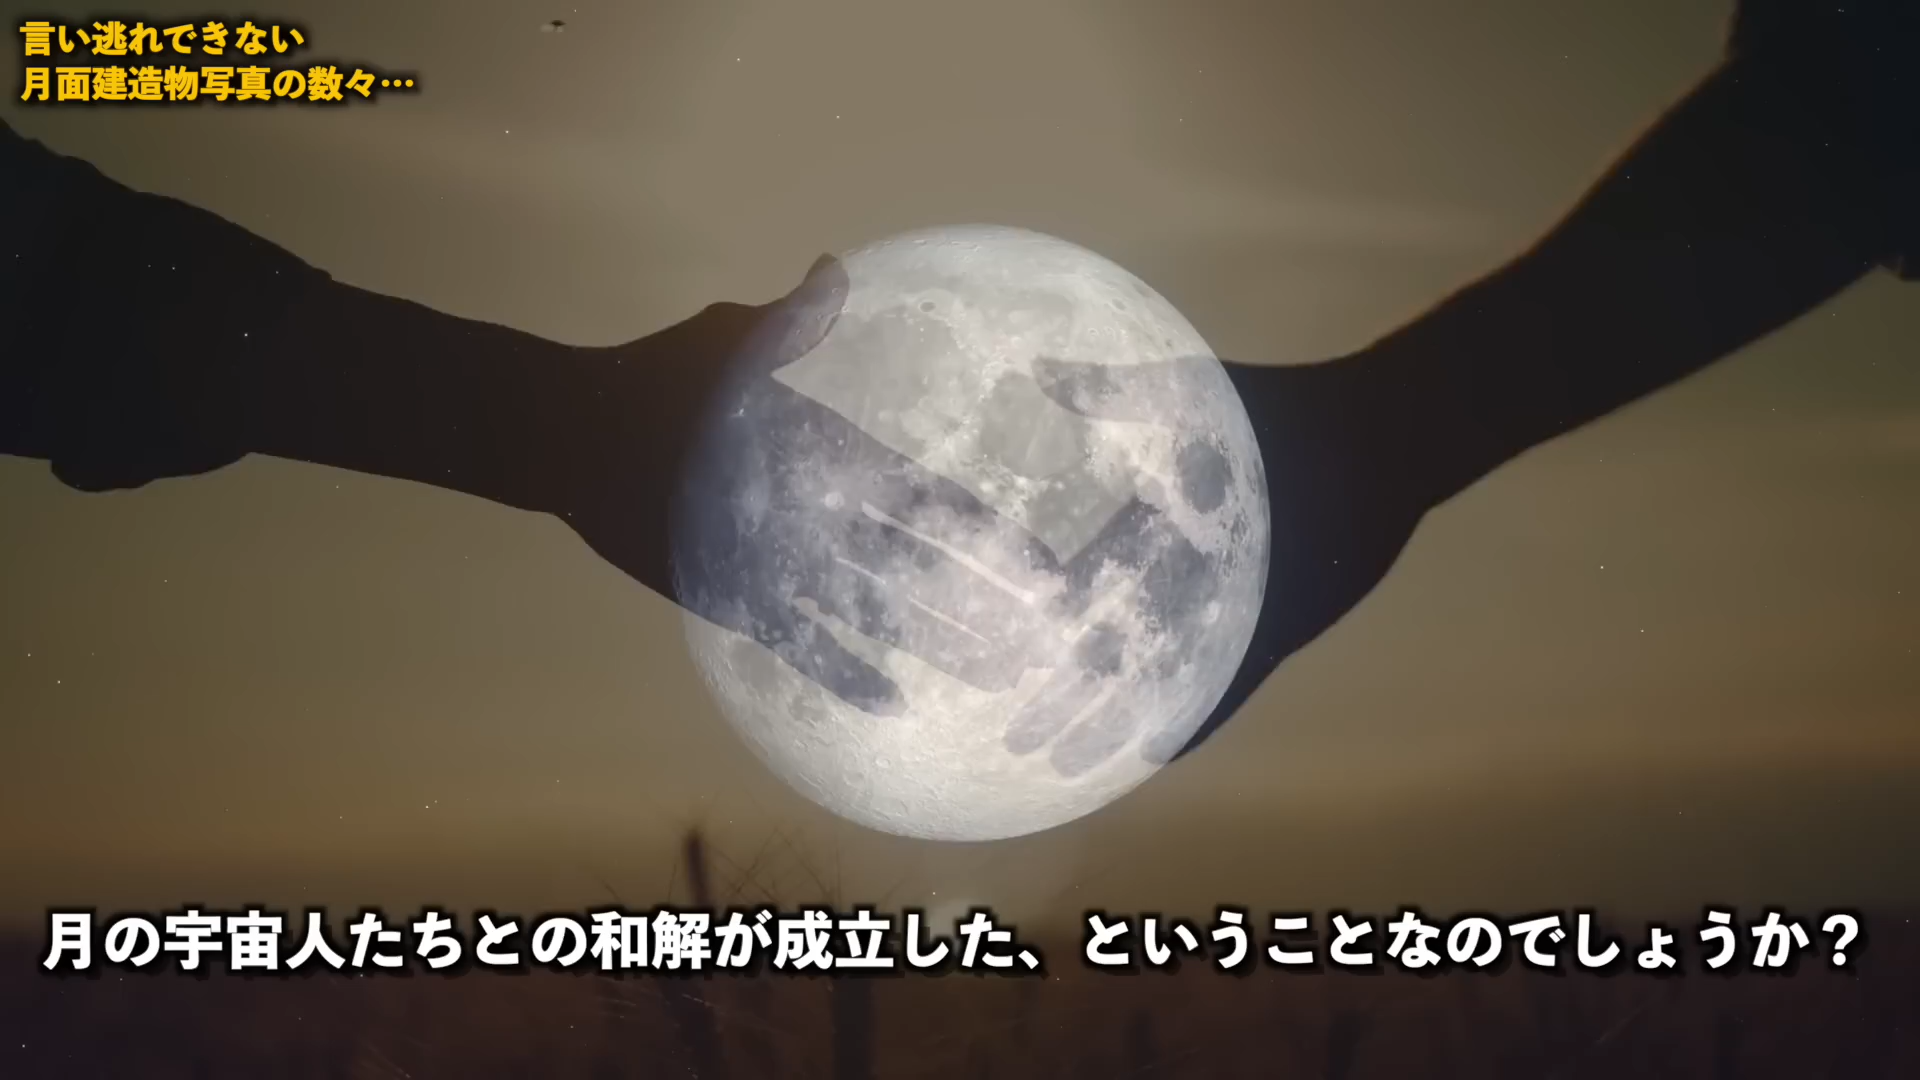 言い逃れできない
月面建造物写真の数々…
月の宇宙人たちとの和解が成立した、ということなのでしょうか？